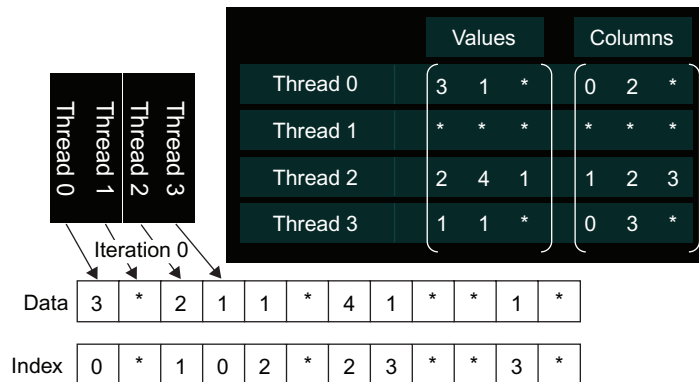 Values Columns
Thread 0 3 1 * 0 2 *
Thread 1 * * * * * *
Thread 2 2 4 1 1 2 3
Thread 3 1 1 * 0 3 *
Thread 0
Thread 1
Thread 2
Thread 3
Iteration 0
Data 3 * 2 1 1 * 4 1 * * 1 *
Index 0 * 1 0 2 * 2 3 * * 3 *